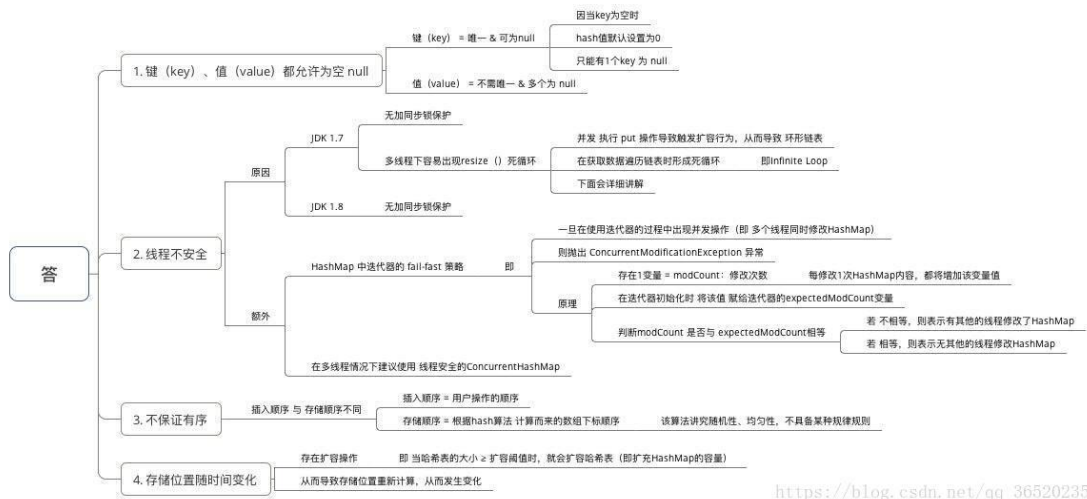 答
1. 键（key）、值（value）都允许为空 null
键（key） = 唯一 & 可为null
因当key为空时
hash值默认设置为0
只能有1个key 为 null
值（value） = 不需唯一 & 多个为 null
2. 线程不安全
原因
JDK 1.7
无加同步锁保护
多线程下容易出现resize（）死循环
并发 执行 put 操作导致触发扩容行为，从而导致 环形链表
在获取数据遍历链表时形成死循环
即Infinite Loop
下面会详细讲解
JDK 1.8
无加同步锁保护
额外
HashMap 中迭代器的 fail-fast 策略
即
一旦在使用迭代器的过程中出现并发操作（即 多个线程同时修改HashMap）
则抛出 ConcurrentModificationException 异常
原理
存在1变量 = modCount：修改次数
每修改1次HashMap内容，都将增加该变量值
在迭代器初始化时 将该值 赋给迭代器的expectedModCount变量
判断modCount 是否与 expectedModCount相等
若 不相等，则表示有其他的线程修改了HashMap
若 相等，则表示无其他的线程修改HashMap
在多线程情况下建议使用 线程安全的ConcurrentHashMap
3. 不保证有序
插入顺序 与 存储顺序不同
插入顺序 = 用户操作的顺序
存储顺序 = 根据hash算法 计算而来的数组下标顺序
该算法讲究随机性、均匀性，不具备某种规律规则
4. 存储位置随时间变化
存在扩容操作
即 当哈希表的大小 ≥ 扩容阈值时，就会扩容哈希表（即扩充HashMap的容量）
从而导致存储位置重新计算，从而发生变化
https://blog.csdn.net/qq_36520235